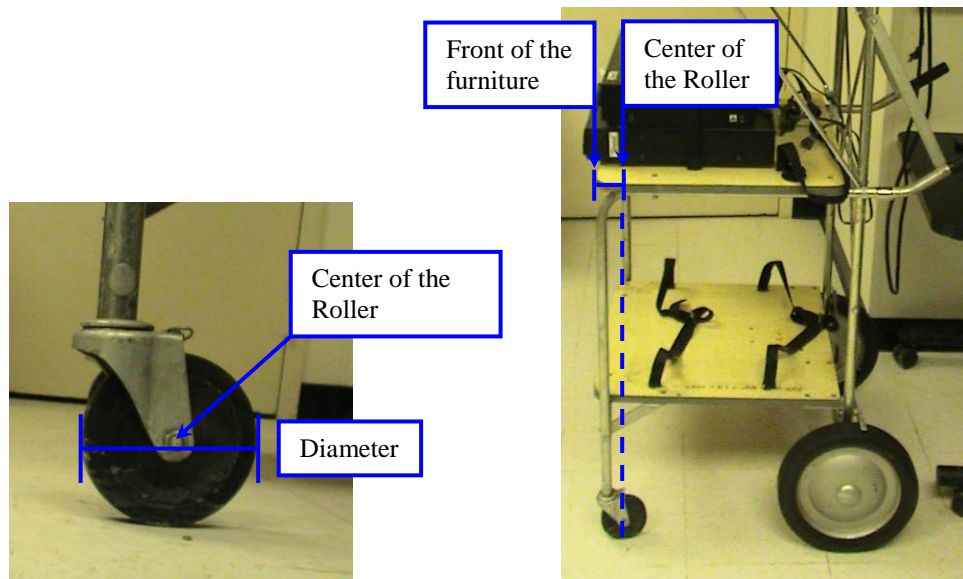 Front of the
furniture
Center of
the Roller
Center of the
Roller
Diameter